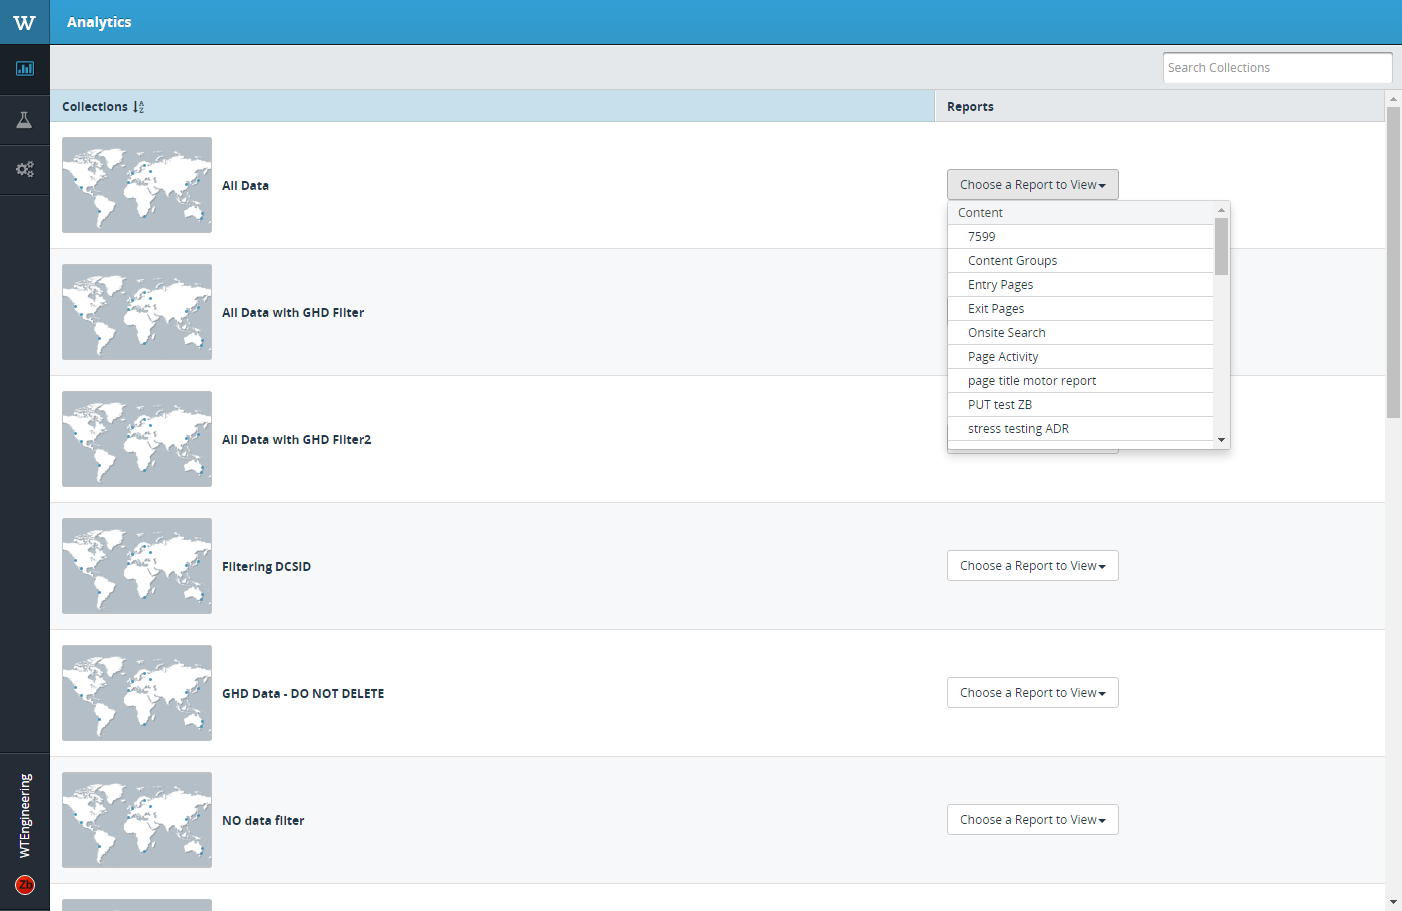 W
Analytics
Search Collections
Collections
Reports
All Data
Choose a Report to View
Content
7599
Content Groups
Entry Pages
Exit Pages
Onsite Search
Page Activity
page title motor report
PUT test ZB
stress testing ADR
All Data with GHD Filter
All Data with GHD Filter2
Filtering DCSID
Choose a Report to View
GHD Data - DO NOT DELETE
Choose a Report to View
NO data filter
Choose a Report to View
WTEngineering
Zb